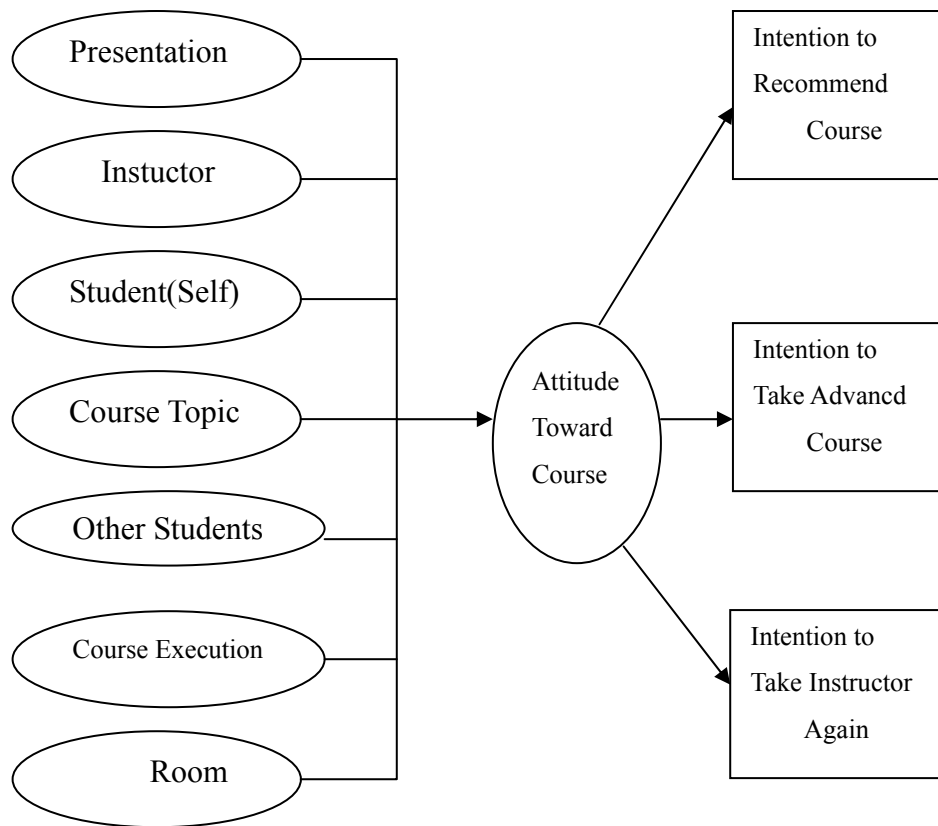 Presentation
Instuctor
Student(Self)
Course Topic
Other Students
Course Execution
Room
Attitude
Toward
Course
Intention to
Recommend
Course
Intention to
Take Advancd
Course
Intention to
Take Instructor
Again